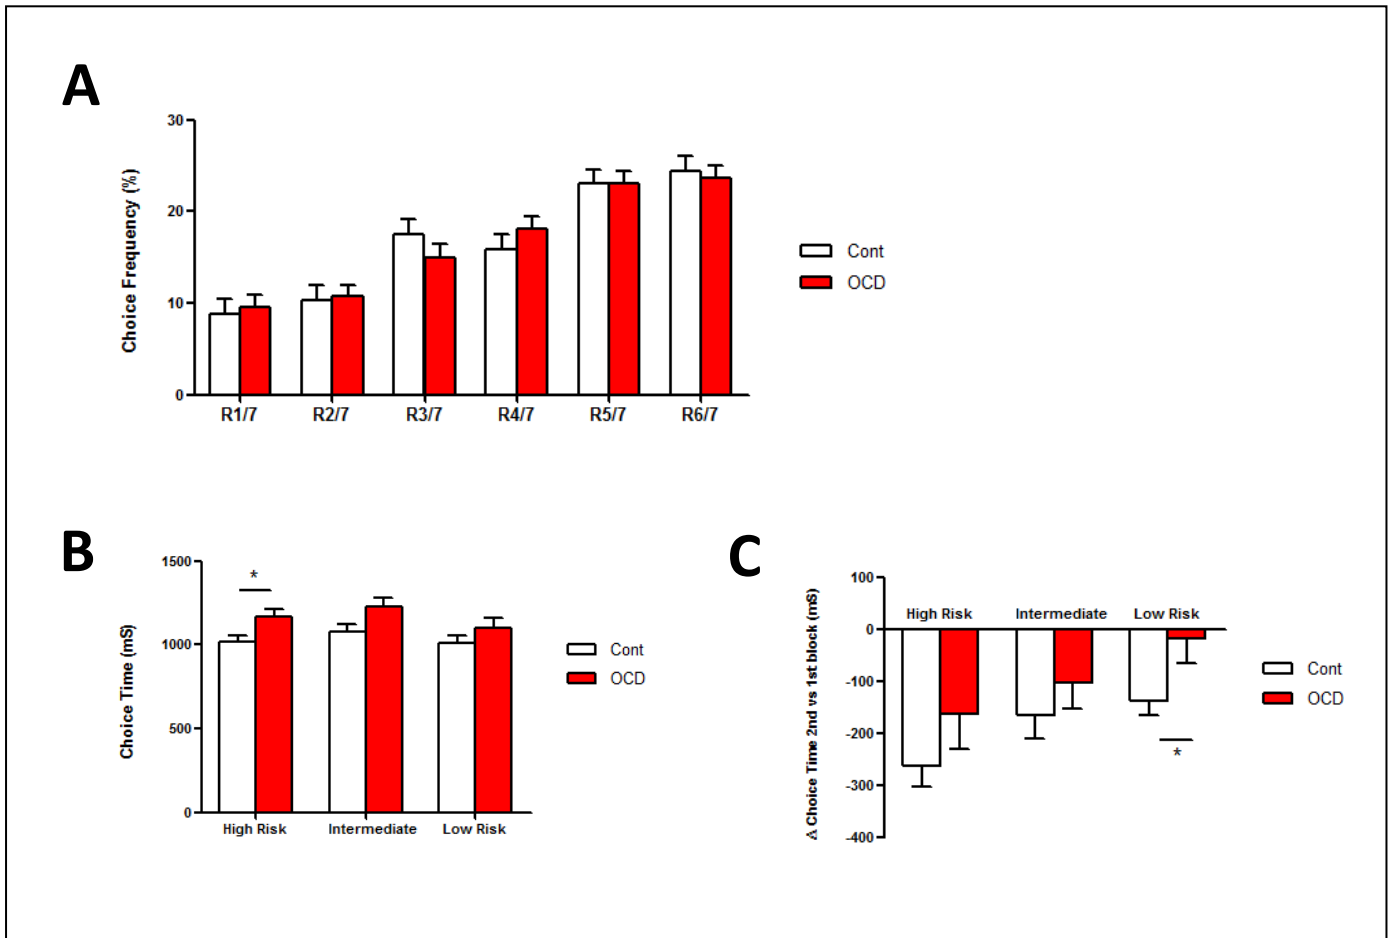 A
Choice Frequency (%)
30
20
10
0
R1/7 R2/7 R3/7 R4/7 R5/7 R6/7
Cont
OCD
B
Choice Time (mS)
1500
1000
500
0
*
High Risk Intermediate Low Risk
Cont
OCD
C
Δ Choice Time 2nd vs 1st block (mS)
100
0
-100
-200
-300
-400
High Risk Intermediate Low Risk
*
Cont
OCD